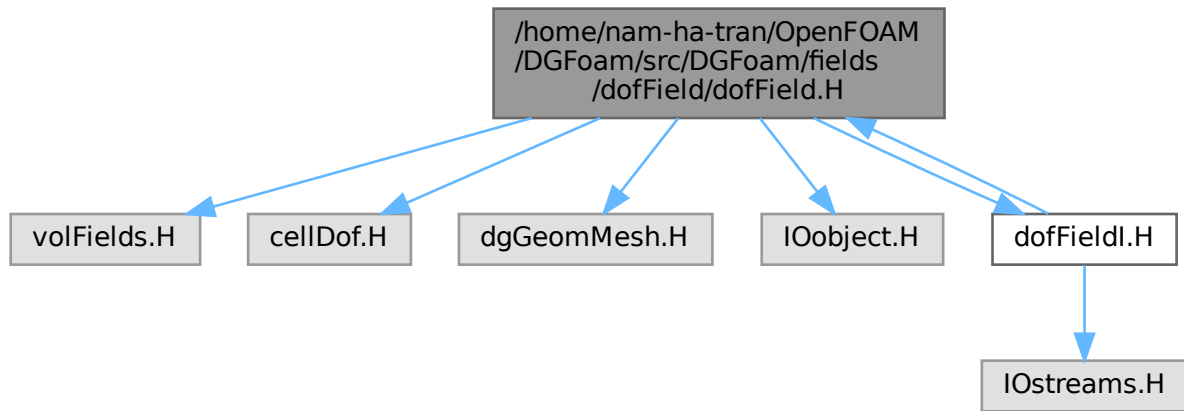 /home/nam-ha-tran/OpenFOAM
/DGFoam/src/DGFoam/fields
/dofField/dofField.H
volFields.H
cellDof.H
dgGeomMesh.H
IOobject.H
dofFieldI.H
IOstreams.H